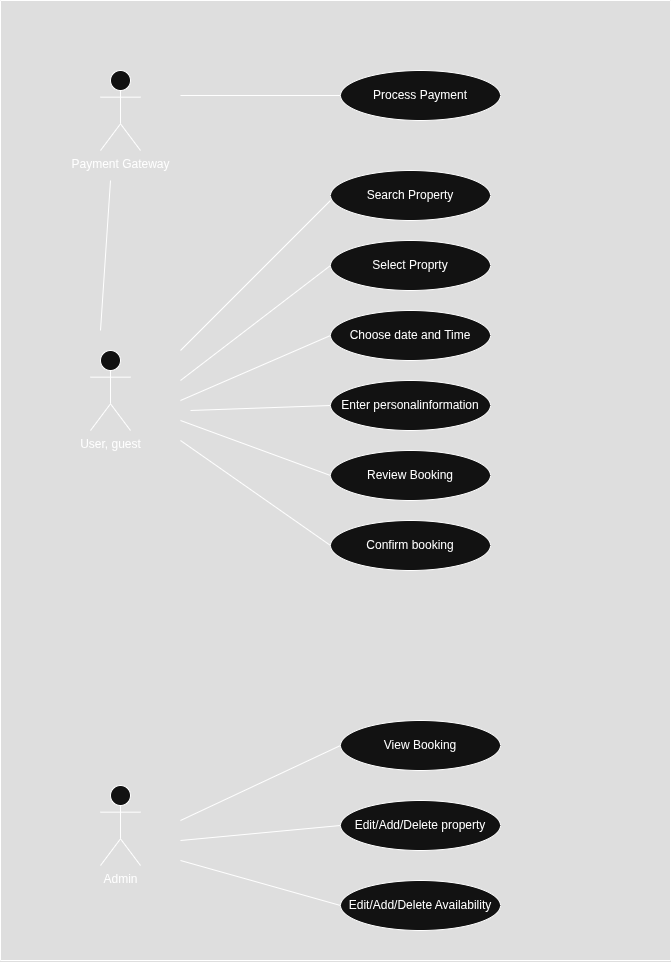 Process Payment
Payment Gateway
Search Property
Select Proprty
Choose date and Time
Enter personalinformation
User, guest
Review Booking
Confirm booking
View Booking
Edit/Add/Delete property
Admin
Edit/Add/Delete Availability